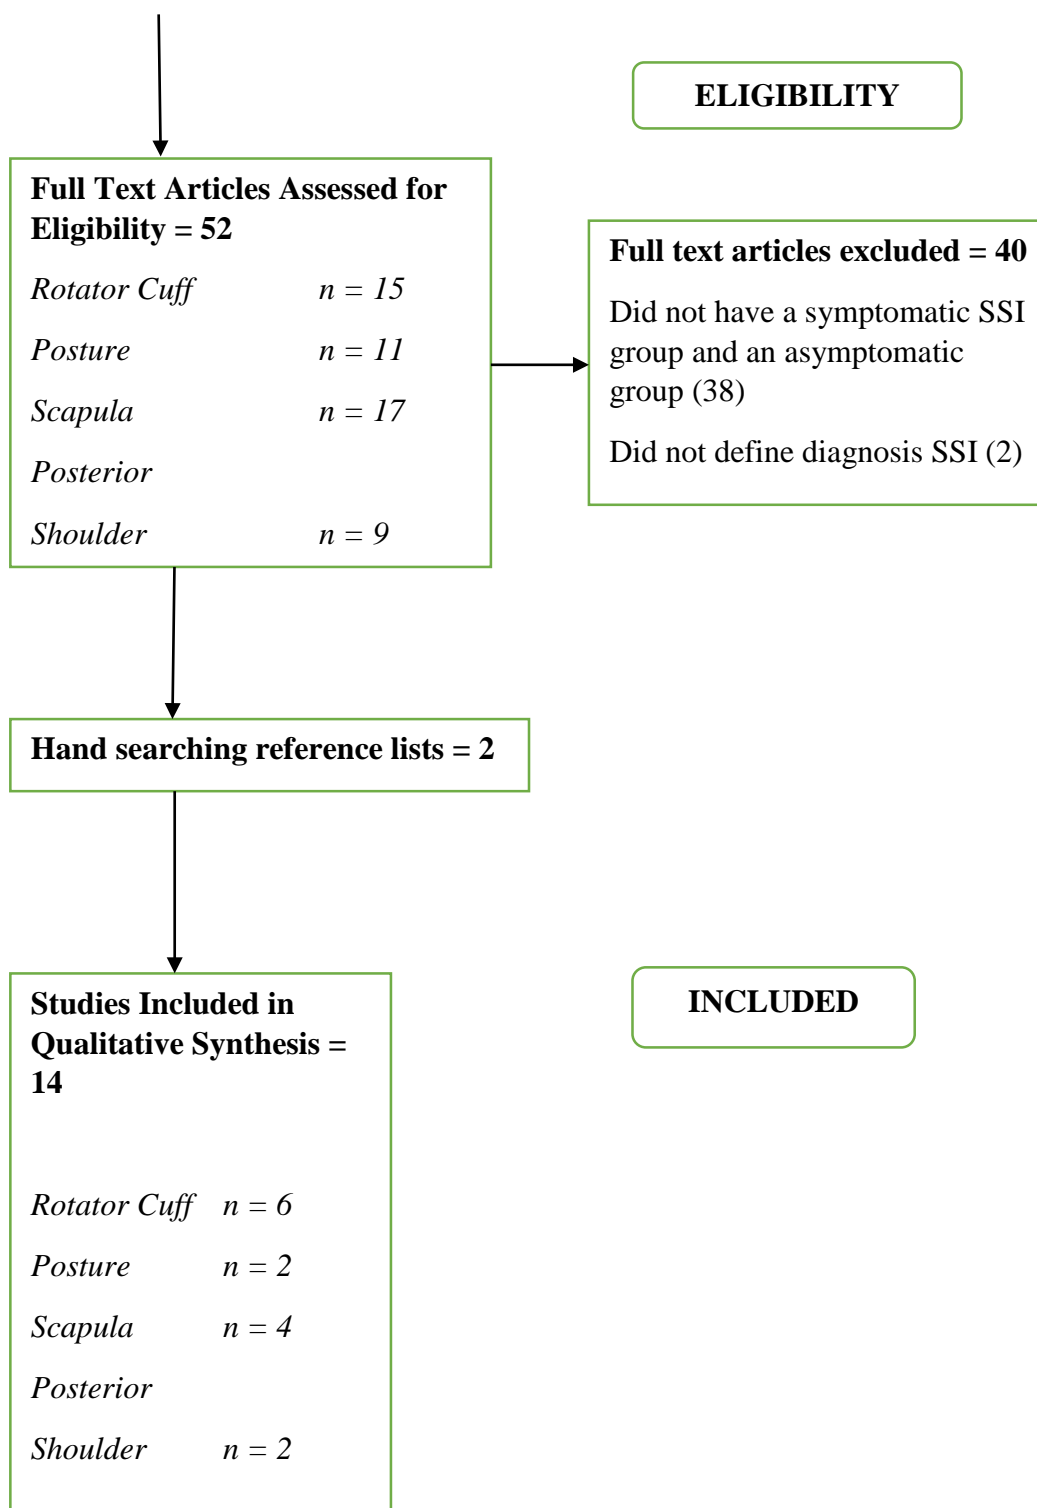 ELIGIBILITY
Full Text Articles Assessed for
Eligibility = 52
Rotator Cuff n = 15
Posture n = 11
Scapula n = 17
Posterior
Shoulder n = 9
Full text articles excluded = 40
Did not have a symptomatic SSI
group and an asymptomatic
group (38)
Did not define diagnosis SSI (2)
Hand searching reference lists = 2
Studies Included in
Qualitative Synthesis =
14
Rotator Cuff n = 6
Posture n = 2
Scapula n = 4
Posterior
Shoulder n = 2
INCLUDED